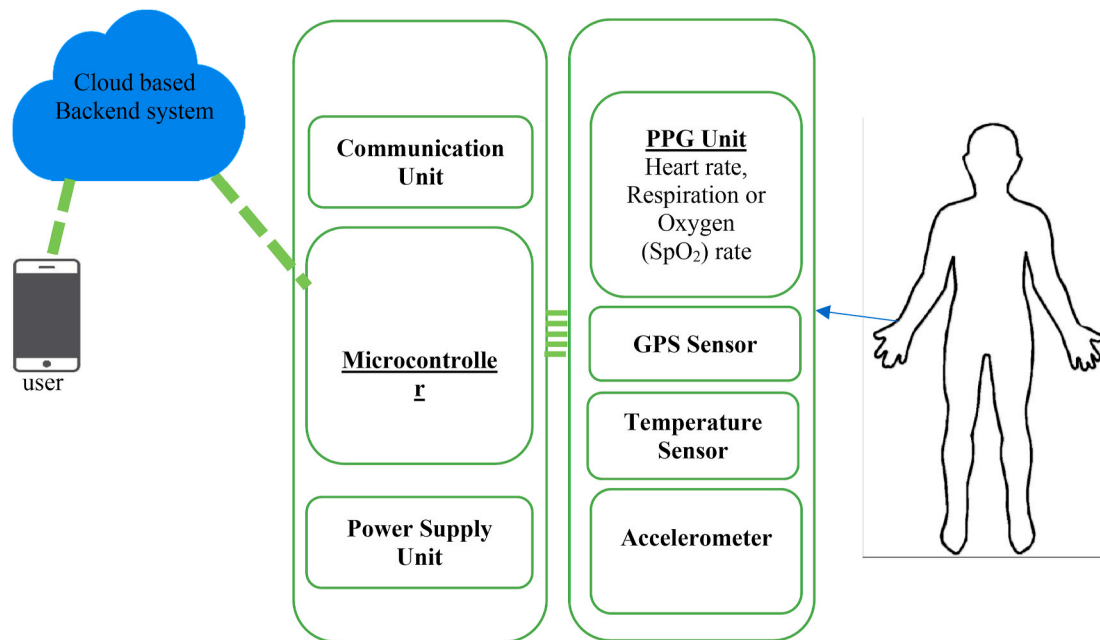 Cloud based
Backend system
user
Communication
Unit
Microcontrolle
r
Power Supply
Unit
PPG Unit
Heart rate,
Respiration or
Oxygen
(SpO₂) rate
GPS Sensor
Temperature
Sensor
Accelerometer